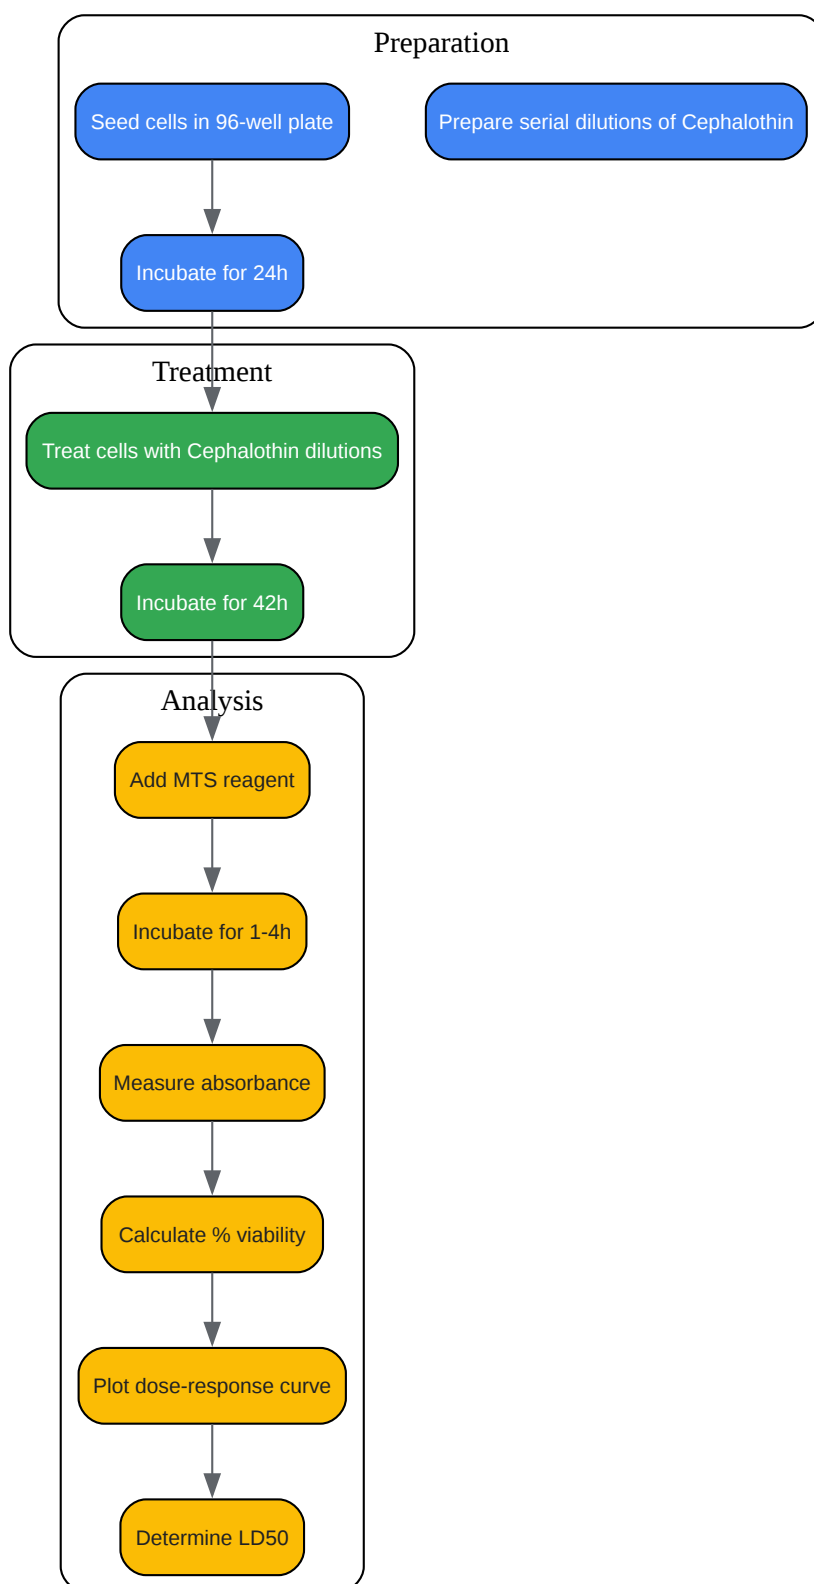 Preparation
Seed cells in 96-well plate
Prepare serial dilutions of Cephalothin
Incubate for 24h
Treatment
Treat cells with Cephalothin dilutions
Incubate for 42h
Analysis
Add MTS reagent
Incubate for 1-4h
Measure absorbance
Calculate % viability
Plot dose-response curve
Determine LD50